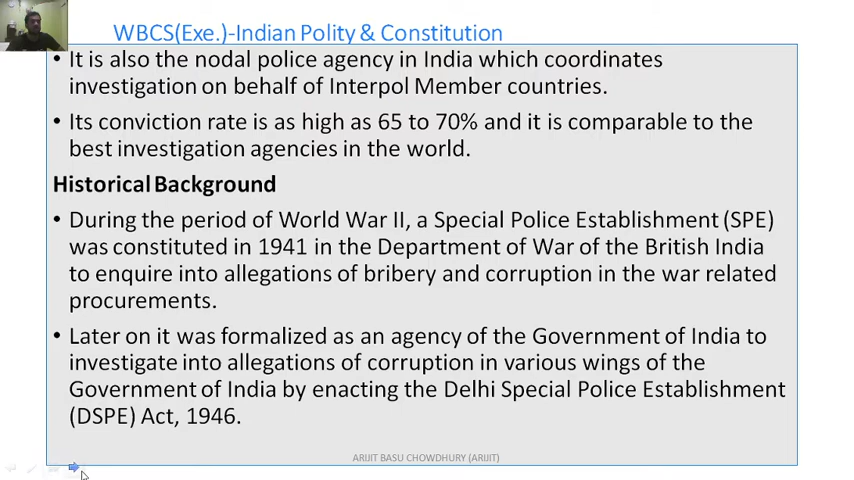 WBCS(Exe.)-Indian Polity & Constitution
• It is also the nodal police agency in India which coordinates
investigation on behalf of Interpol Member countries.
• Its conviction rate is as high as 65 to 70% and it is comparable to the
best investigation agencies in the world.
Historical Background
• During the period of World War II, a Special Police Establishment (SPE)
was constituted in 1941 in the Department of War of the British India
to enquire into allegations of bribery and corruption in the war related
procurements.
• Later on it was formalized as an agency of the Government of India to
investigate into allegations of corruption in various wings of the
Government of India by enacting the Delhi Special Police Establishment
(DSPE) Act, 1946.
ARIJIT BASU CHOWDHURY (ARIJIT)